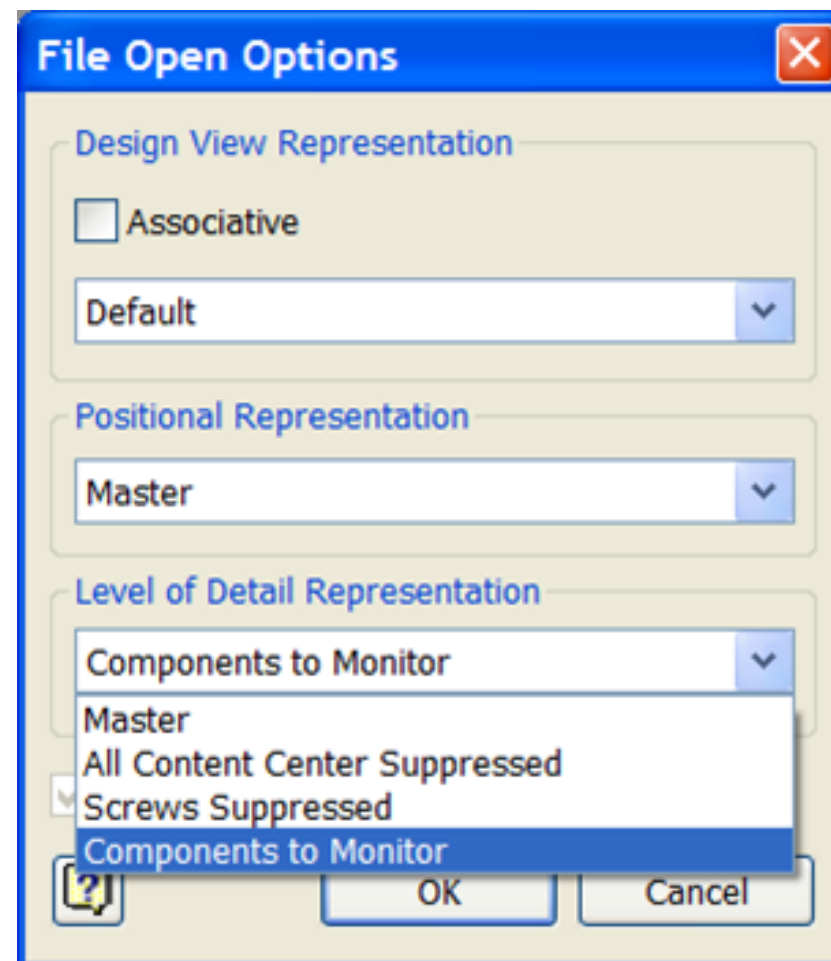 File Open Options
Design View Representation
Associative
Default
Positional Representation
Master
Level of Detail Representation
Components to Monitor
Master
All Content Center Suppressed
Screws Suppressed
Components to Monitor
?
OK
Cancel